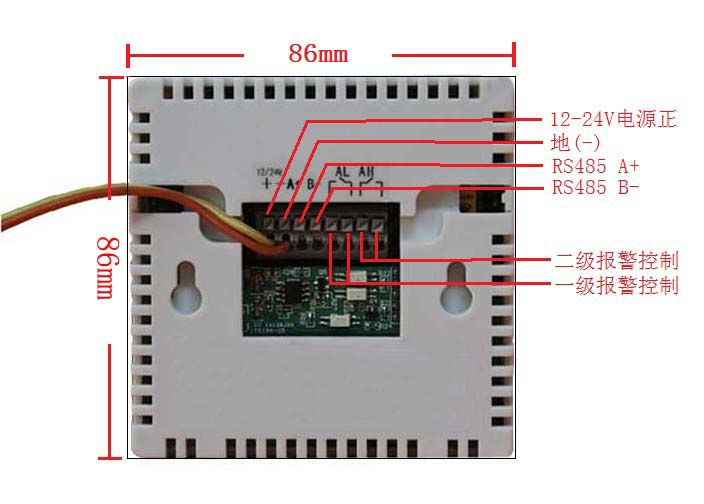 86mm
12-24V电源正
地(-)
RS485 A+
RS485 B-
12/24V AL AH
+ - A+ B
86mm
二级报警控制
一级报警控制